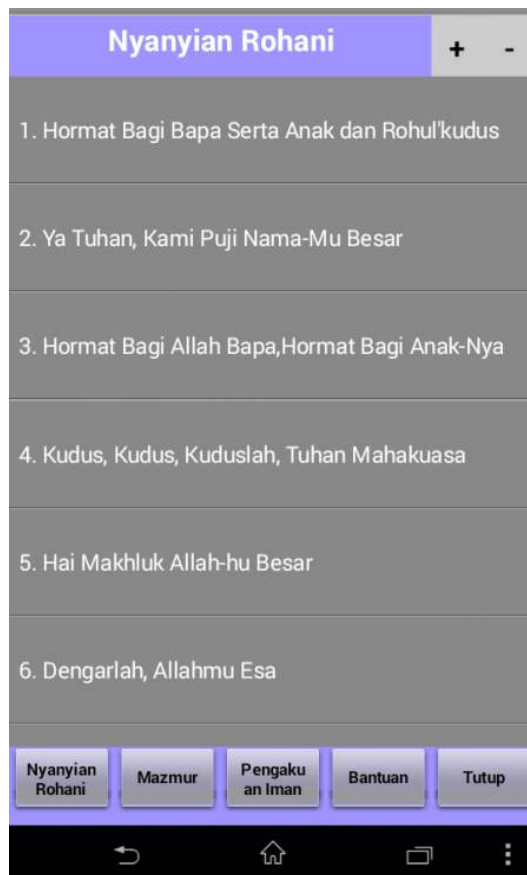 Nyanyian Rohani + -
1. Hormat Bagi Bapa Serta Anak dan Rohul'kudus
2. Ya Tuhan, Kami Puji Nama-Mu Besar
3. Hormat Bagi Allah Bapa,Hormat Bagi Anak-Nya
4. Kudus, Kudus, Kuduslah, Tuhan Mahakuasa
5. Hai Makhluk Allah-hu Besar
6. Dengarlah, Allahmu Esa
Nyanyian
Rohani
Mazmur
Pengaku
an Iman
Bantuan
Tutup